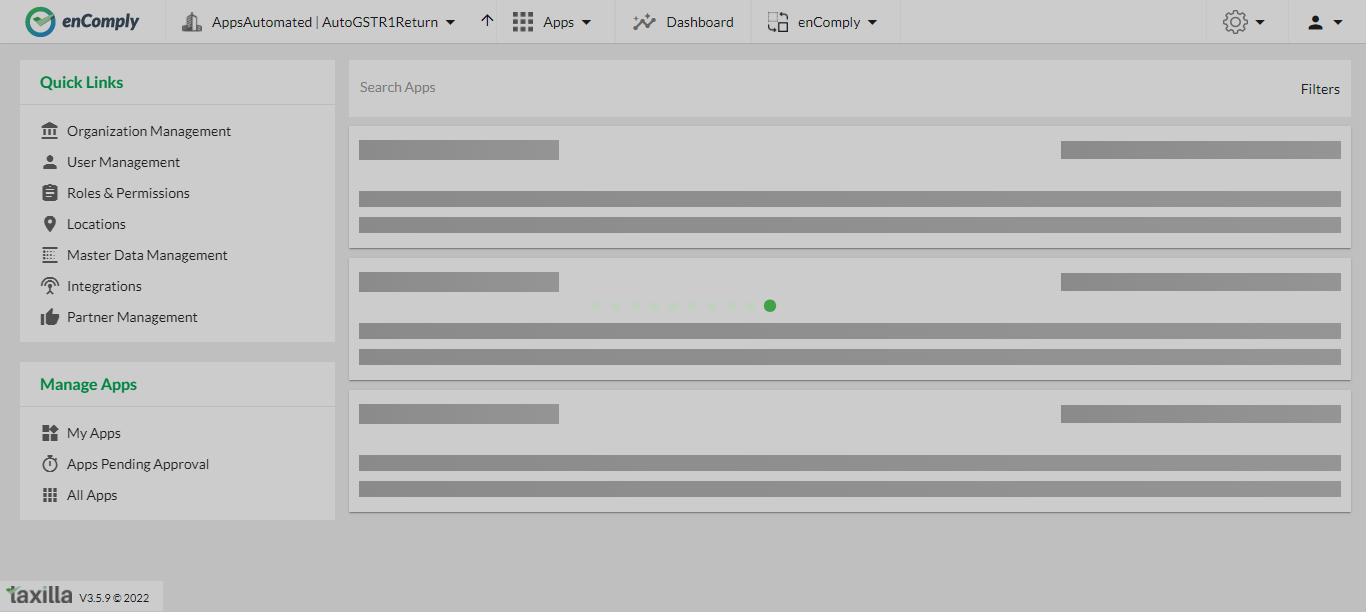 enComply
AppsAutomated | AutoGSTR1Return
Apps
Dashboard
enComply
Quick Links
Organization Management
User Management
Roles & Permissions
Locations
Master Data Management
Integrations
Partner Management
Manage Apps
My Apps
Apps Pending Approval
All Apps
Search Apps
Filters
taxilla V3.5.9 © 2022